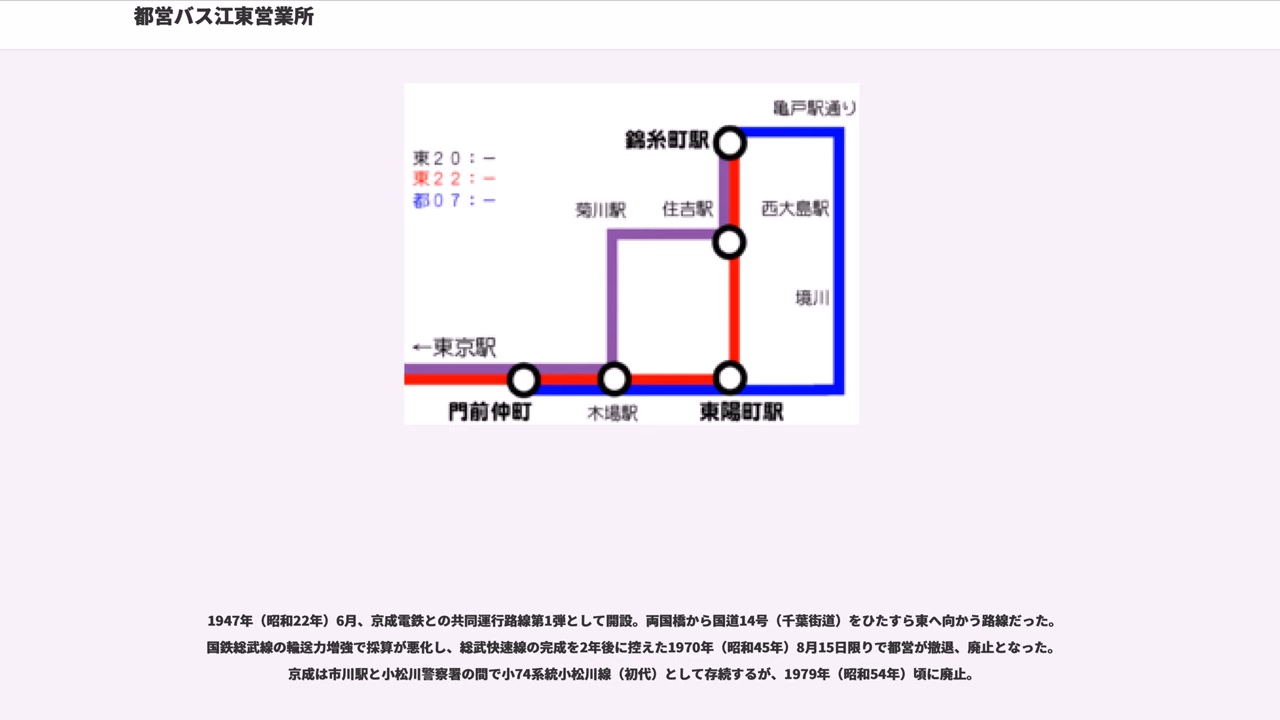 都営バス江東営業所
亀戸駅通り
錦糸町駅
東20：－
東22：－
都07：－
菊川駅
住吉駅
西大島駅
境川
←東京駅
門前仲町
木場駅
東陽町駅
1947年（昭和22年）6月、京成電鉄との共同運行路線第1弾として開設。両国橋から国道14号（千葉街道）をひたすら東へ向かう路線だった。
国鉄総武線の輸送力増強で採算が悪化し、総武快速線の完成を2年後に控えた1970年（昭和45年）8月15日限りで都営が撤退、廃止となった。
京成は市川駅と小松川警察署の間で小74系統小松川線（初代）として存続するが、1979年（昭和54年）頃に廃止。